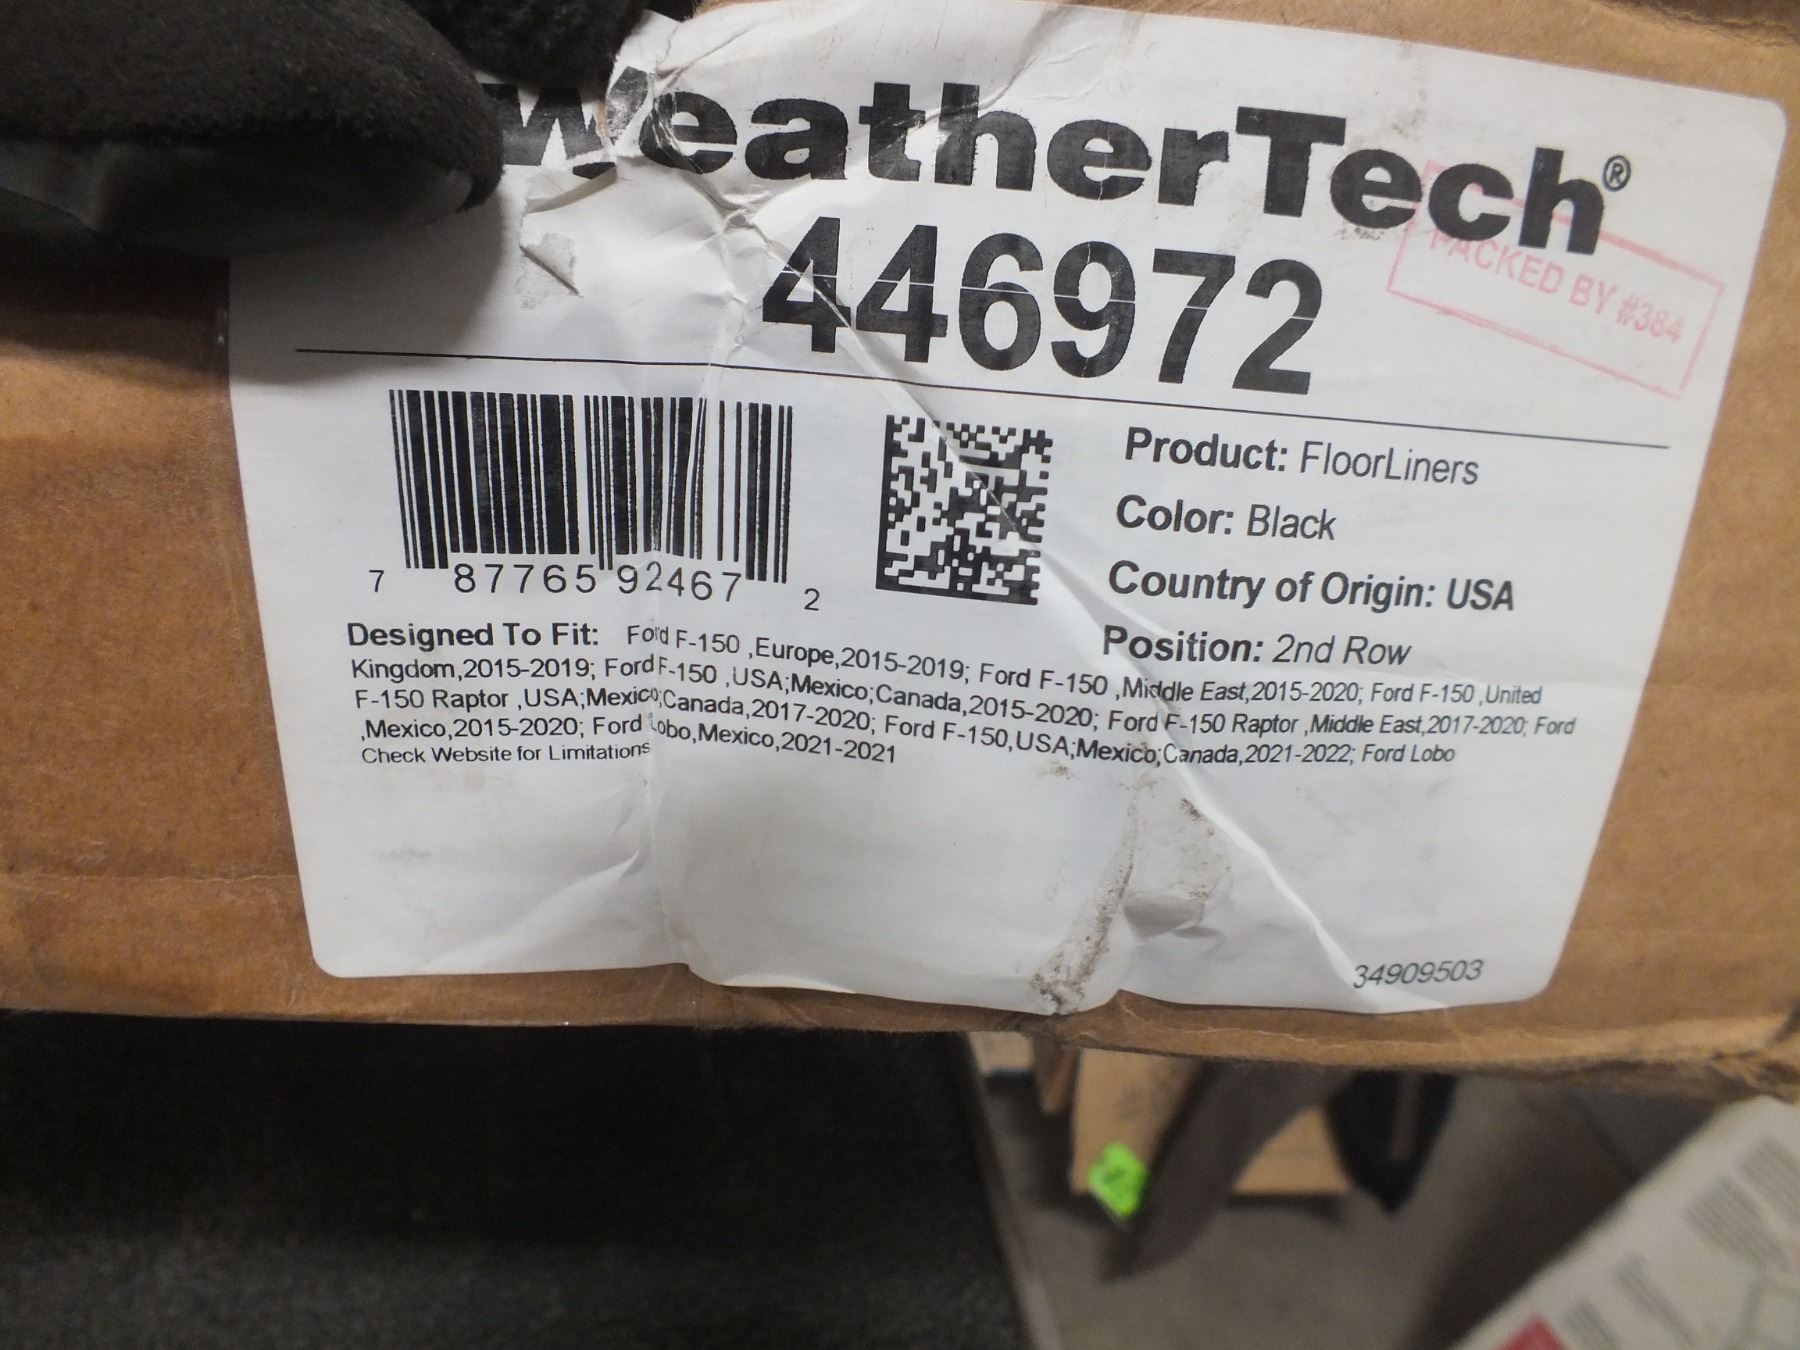 WeatherTech®
446972
PACKED BY #384
7 87765 92467 2
Product: FloorLiners
Color: Black
Country of Origin: USA
Position: 2nd Row
Designed To Fit: Ford F-150 ,Europe,2015-2019; Ford F-150 ,Middle East,2015-2020; Ford F-150 ,United
Kingdom,2015-2019; Ford F-150 ,USA;Mexico;Canada,2015-2020; Ford F-150 Raptor ,Middle East,2017-2020; Ford
F-150 Raptor ,USA;Mexico;Canada,2017-2020; Ford F-150,USA;Mexico;Canada,2021-2022; Ford Lobo
,Mexico,2015-2020; Ford Lobo,Mexico,2021-2021
Check Website for Limitations
34909503